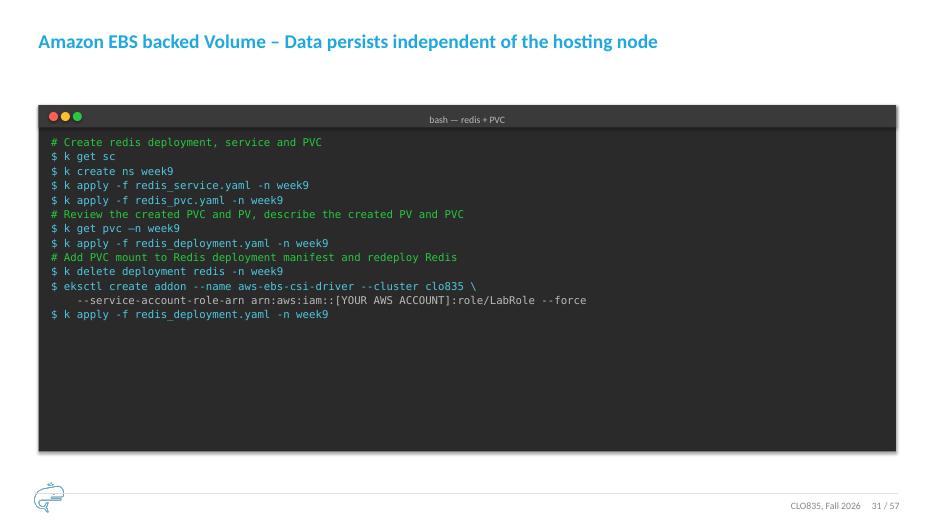 Amazon EBS backed Volume – Data persists independent of the hosting node
bash — redis + PVC
# Create redis deployment, service and PVC
$ k get sc
$ k create ns week9
$ k apply -f redis_service.yaml -n week9
$ k apply -f redis_pvc.yaml -n week9
# Review the created PVC and PV, describe the created PV and PVC
$ k get pvc –n week9
$ k apply -f redis_deployment.yaml -n week9
# Add PVC mount to Redis deployment manifest and redeploy Redis
$ k delete deployment redis -n week9
$ eksctl create addon --name aws-ebs-csi-driver --cluster clo835 \
    --service-account-role-arn arn:aws:iam::[YOUR AWS ACCOUNT]:role/LabRole --force
$ k apply -f redis_deployment.yaml -n week9
CLO835, Fall 2026 31 / 57